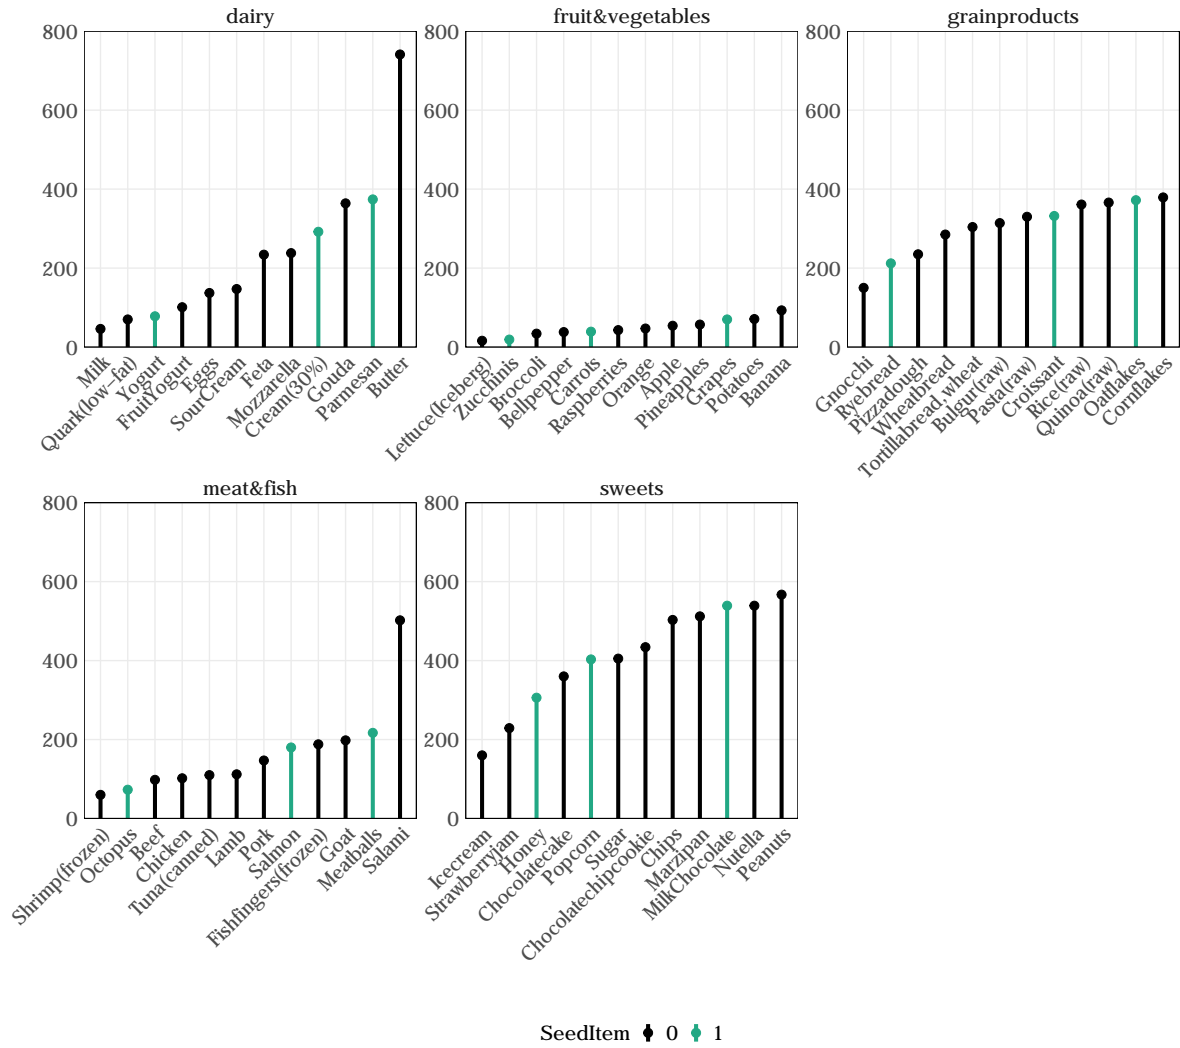 dairy
fruit&vegetables
grainproducts
800
600
400
200
0
800
600
400
200
0
800
600
400
200
0
Milk
Quark(low−fat)
Yogurt
FruitYogurt
Eggs
SourCream
Feta
Mozzarella
Cream(30%)
Gouda
Parmesan
Butter
Lettuce(Iceberg)
Zucchinis
Broccoli
Bellpepper
Carrots
Raspberries
Orange
Apple
Pineapples
Grapes
Potatoes
Banana
Gnocchi
Ryebread
Pizzadough
Wheatbread
Tortillabread wheat
Bulgur(raw)
Pasta(raw)
Croissant
Rice(raw)
Quinoa(raw)
Oatflakes
Cornflakes
meat&fish
sweets
800
600
400
200
0
800
600
400
200
0
Shrimp(frozen)
Octopus
Beef
Chicken
Tuna(canned)
Lamb
Pork
Salmon
Fishfingers(frozen)
Goat
Meatballs
Salami
Icecream
Strawberryjam
Honey
Chocolatecake
Popcorn
Sugar
Chocolatechipcookie
Chips
Marzipan
MilkChocolate
Nutella
Peanuts
SeedItem 0 1